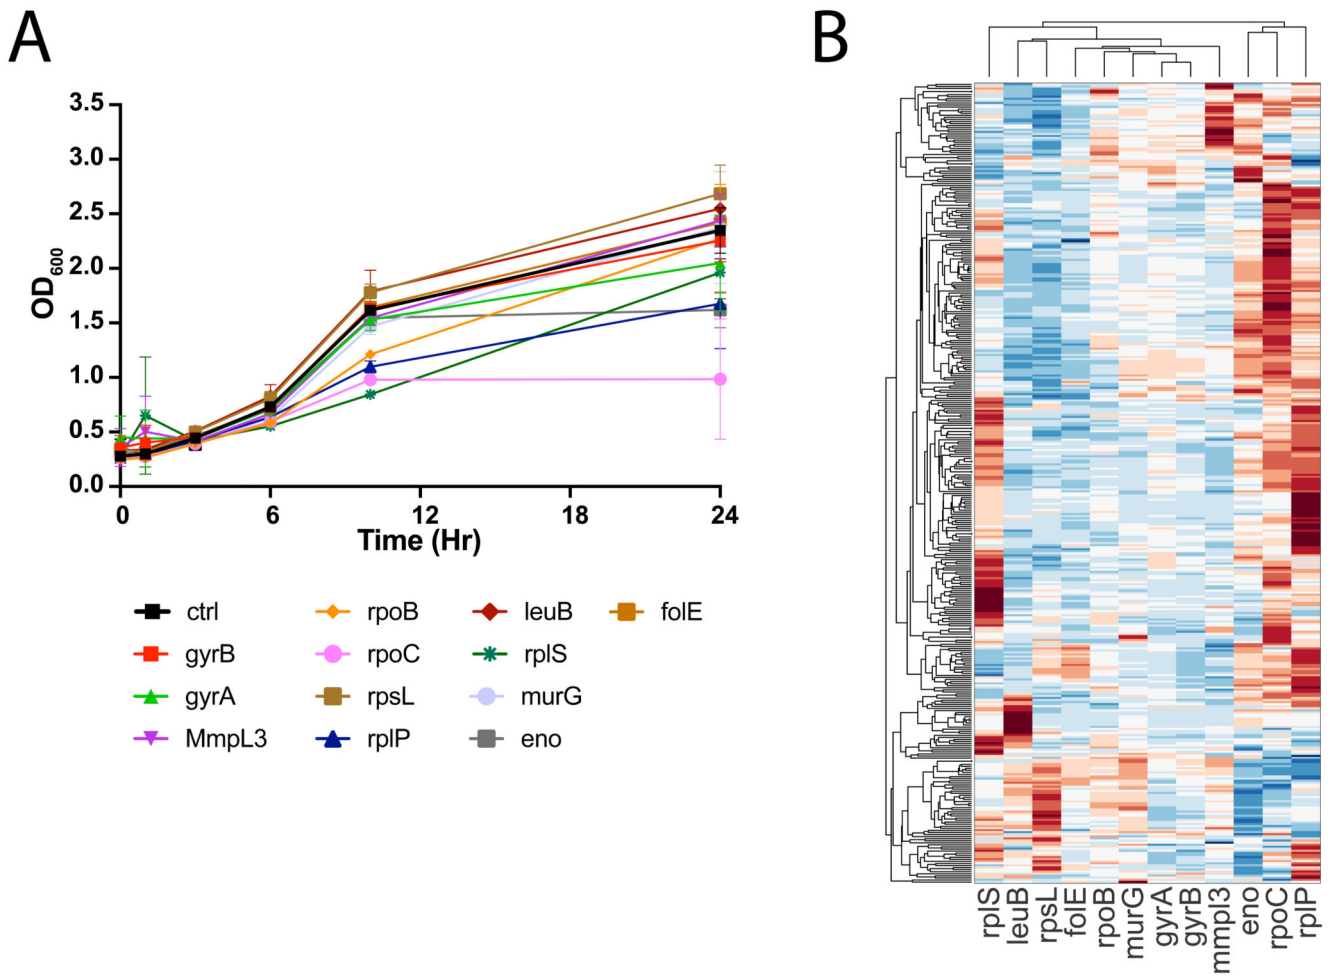 A
B
3.5
3.0
2.5
2.0
1.5
1.0
0.5
0.0
OD600
0 6 12 18 24
Time (Hr)
ctrl rpoB leuB folE
gyrB rpoC rplS
gyrA rpsL murG
MmpL3 rplP eno
rplS leuB rpsL folE rpoB murG gyrA gyrB mmpl3 eno rpoC rplP